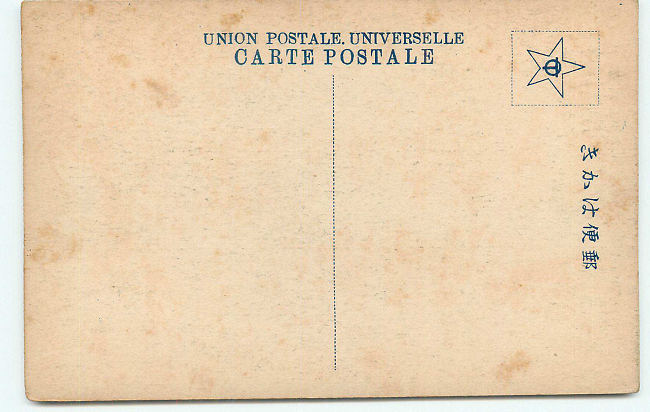 UNION POSTALE. UNIVERSELLE
CARTE POSTALE
郵便はかき